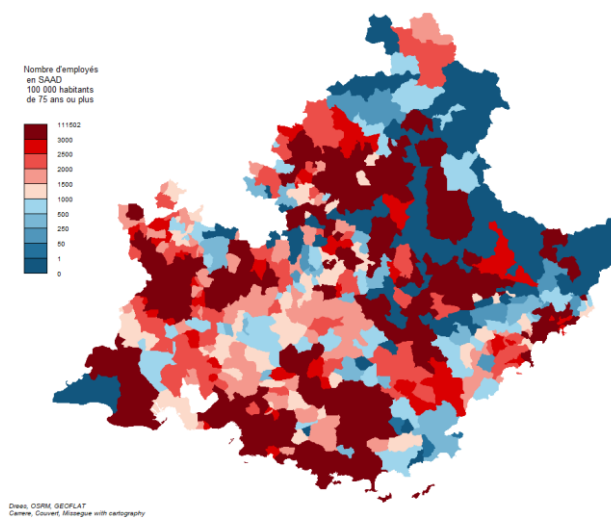 Nombre d'employés
en SAAD
100 000 habitants
de 75 ans ou plus
111502
3000
2500
2000
1500
1000
500
250
50
1
0
Drees, OSRM, GEOFLAT
Carrere, Couvert, Missegue with cartography